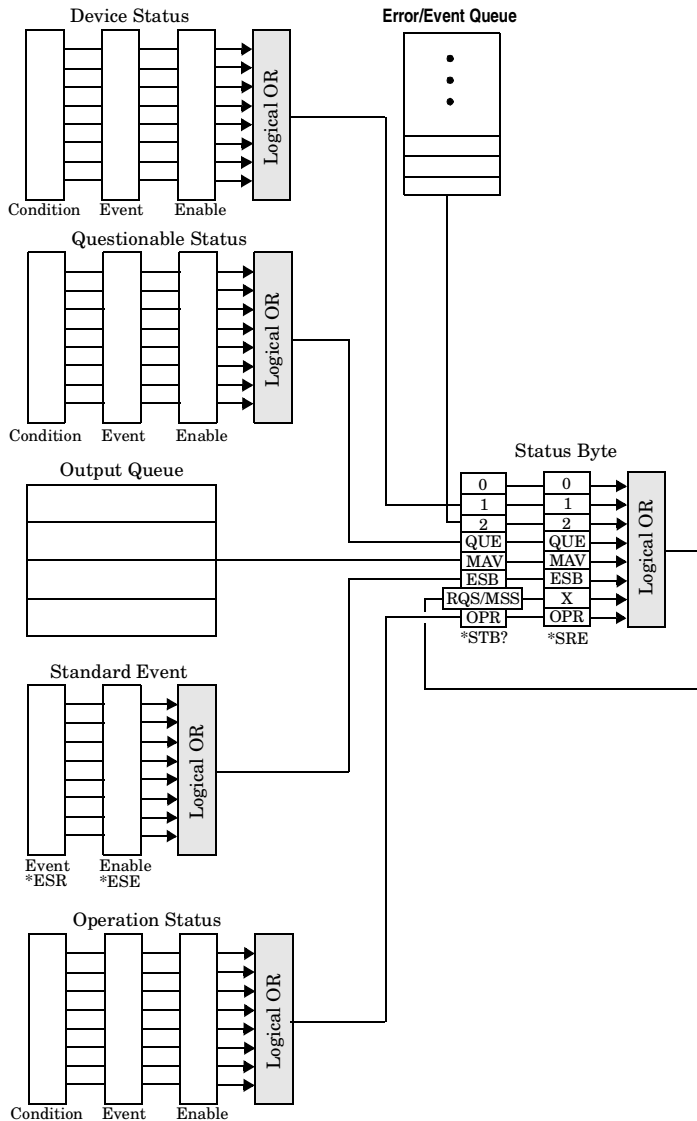 Device Status
Error/Event Queue
Logical OR
Condition Event Enable
Questionable Status
Logical OR
Condition Event Enable
Output Queue
Status Byte
0 0
1 1
2 2
QUE QUE
MAV MAV
ESB ESB
RQS/MSS X
OPR OPR
*STB? *SRE
Logical OR
Standard Event
Logical OR
Event Enable
*ESR *ESE
Operation Status
Logical OR
Condition Event Enable